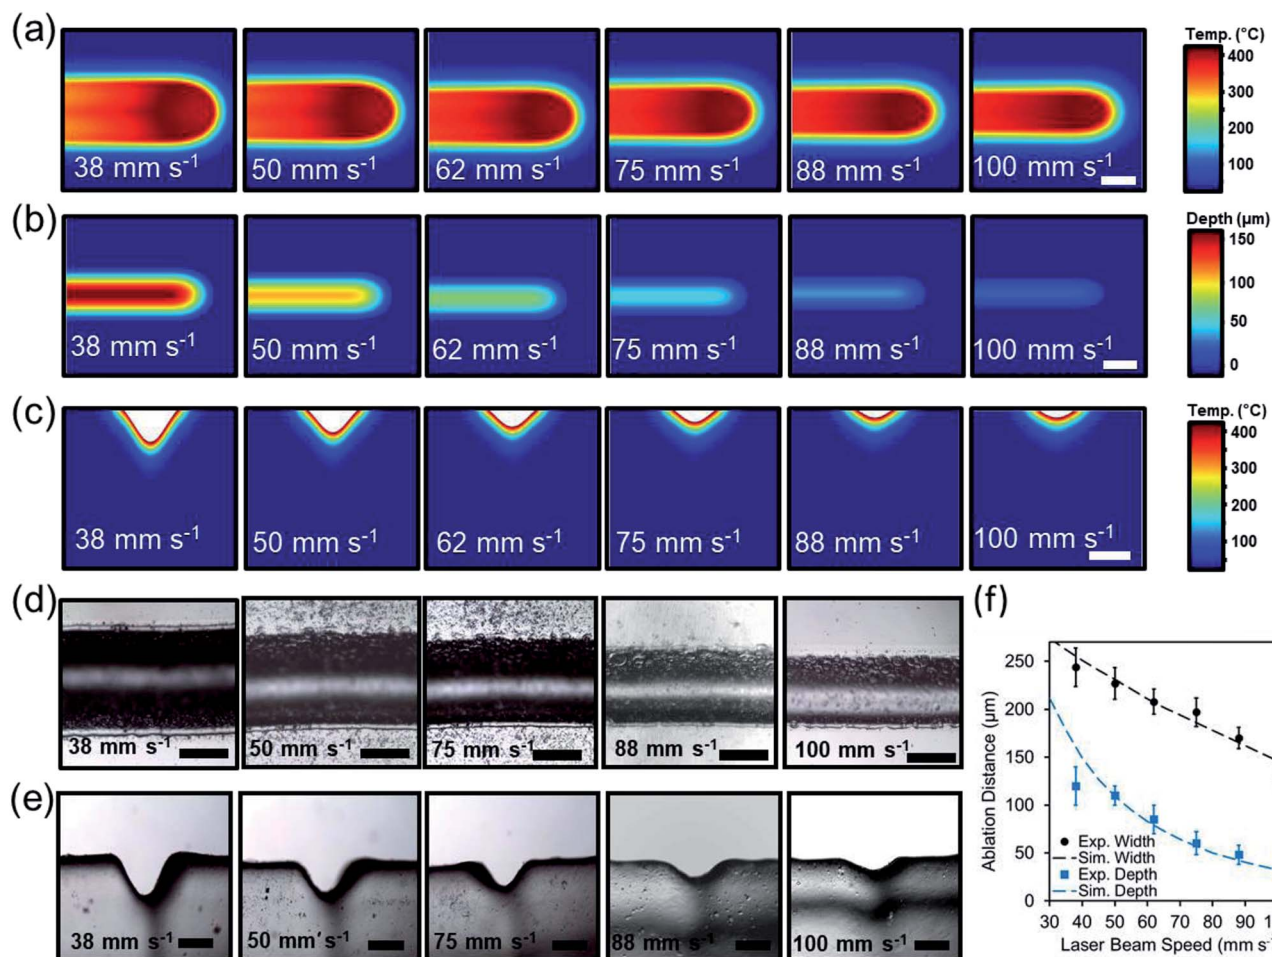 (a)
38 mm s-1
50 mm s-1
62 mm s-1
75 mm s-1
88 mm s-1
100 mm s-1
Temp. (°C)
400
300
200
100
(b)
38 mm s-1
50 mm s-1
62 mm s-1
75 mm s-1
88 mm s-1
100 mm s-1
Depth (µm)
150
100
50
0
(c)
38 mm s-1
50 mm s-1
62 mm s-1
75 mm s-1
88 mm s-1
100 mm s-1
Temp. (°C)
400
300
200
100
(d)
38 mm s-1
50 mm s-1
75 mm s-1
88 mm s-1
100 mm s-1
(e)
38 mm s-1
50 mm s-1
75 mm s-1
88 mm s-1
100 mm s-1
(f)
Ablation Distance (µm)
250
200
150
100
50
0
Exp. Width
Sim. Width
Exp. Depth
Sim. Depth
30 40 50 60 70 80 90
Laser Beam Speed (mm s-